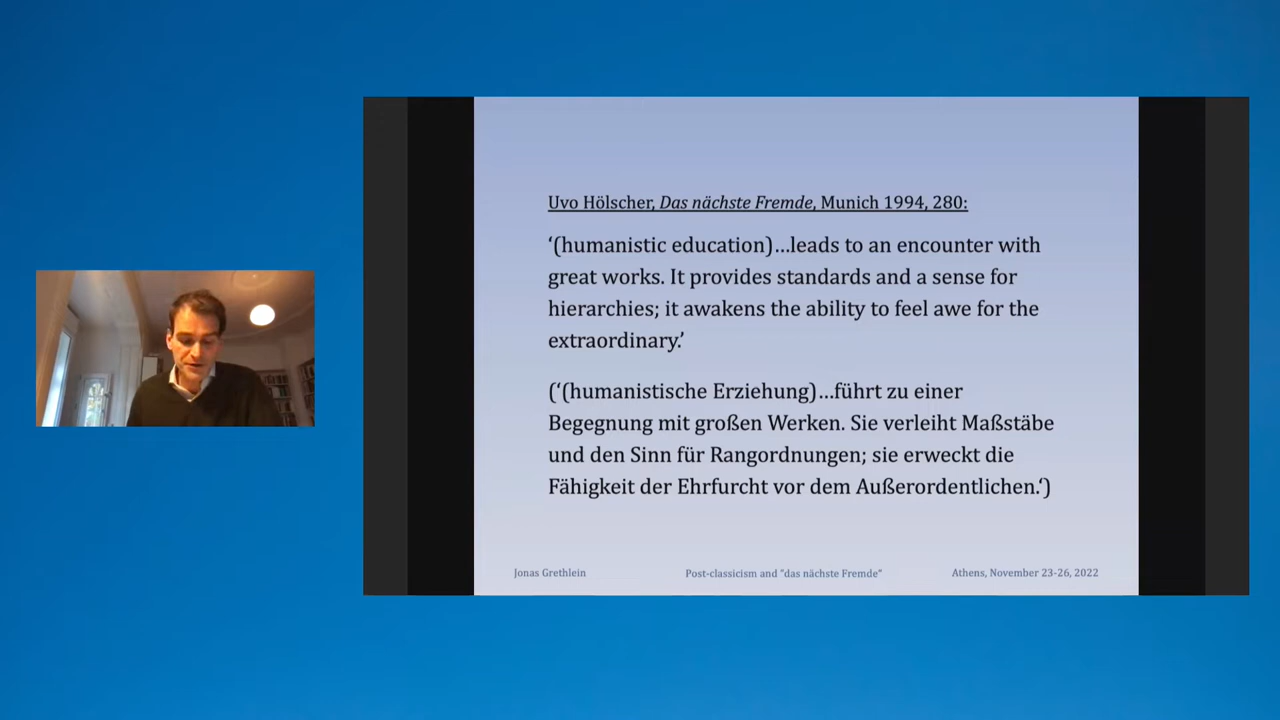 Uvo Hölscher, Das nächste Fremde, Munich 1994, 280:
‘(humanistic education)…leads to an encounter with
great works. It provides standards and a sense for
hierarchies; it awakens the ability to feel awe for the
extraordinary.’
(‘(humanistische Erziehung)…führt zu einer
Begegnung mit großen Werken. Sie verleiht Maßstäbe
und den Sinn für Rangordnungen; sie erweckt die
Fähigkeit der Ehrfurcht vor dem Außerordentlichen.‘)
Jonas Grethlein
Post-classicism and "das nächste Fremde"
Athens, November 23-26, 2022